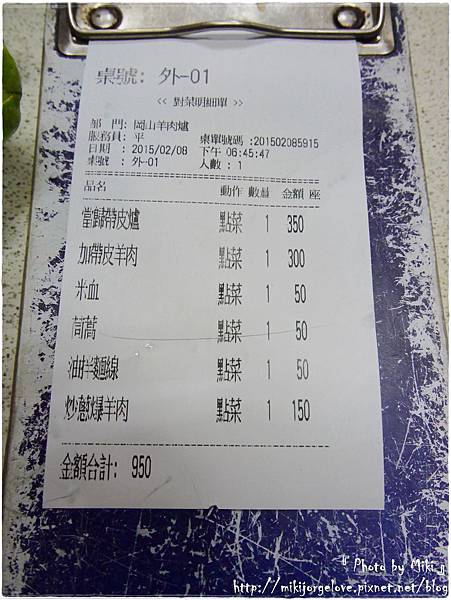 桌號: 外-01
<< 對菜明細單 >>
部　門: 岡山羊肉爐
服務員: 平 桌單號碼 :201502085915
日期 : 2015/02/08 下午 06:45:47
桌號 : 外-01 人數 : 1
品名 動作 數量 金額 座
當歸帶皮爐 點菜 1 350
加帶皮羊肉 點菜 1 300
米血 點菜 1 50
茼蒿 點菜 1 50
油拌麵線 點菜 1 50
炒蔥爆羊肉 點菜 1 150
金額合計: 950
『 Photo by Miki 』
http://mikijorgelove.pixnet.net/blog